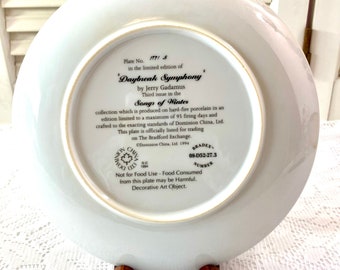 Plate No.
in the limited edition of
'Daybreak Symphony'
by Jerry Gadamus
Third issue in the
Songs of Winter
collection which is produced on hard-fire porcelain in an
edition limited to a maximum of 95 firing days and
crafted to the exacting standards of Dominion China, Ltd.
This plate is officially listed for trading
on The Bradford Exchange.
©Dominion China, Ltd. 1994
DOMINION CHINA LTD
BRADEX
NUMBER
Not for Food Use - Food Consumed
from this plate may be Harmful.
Decorative Art Object.